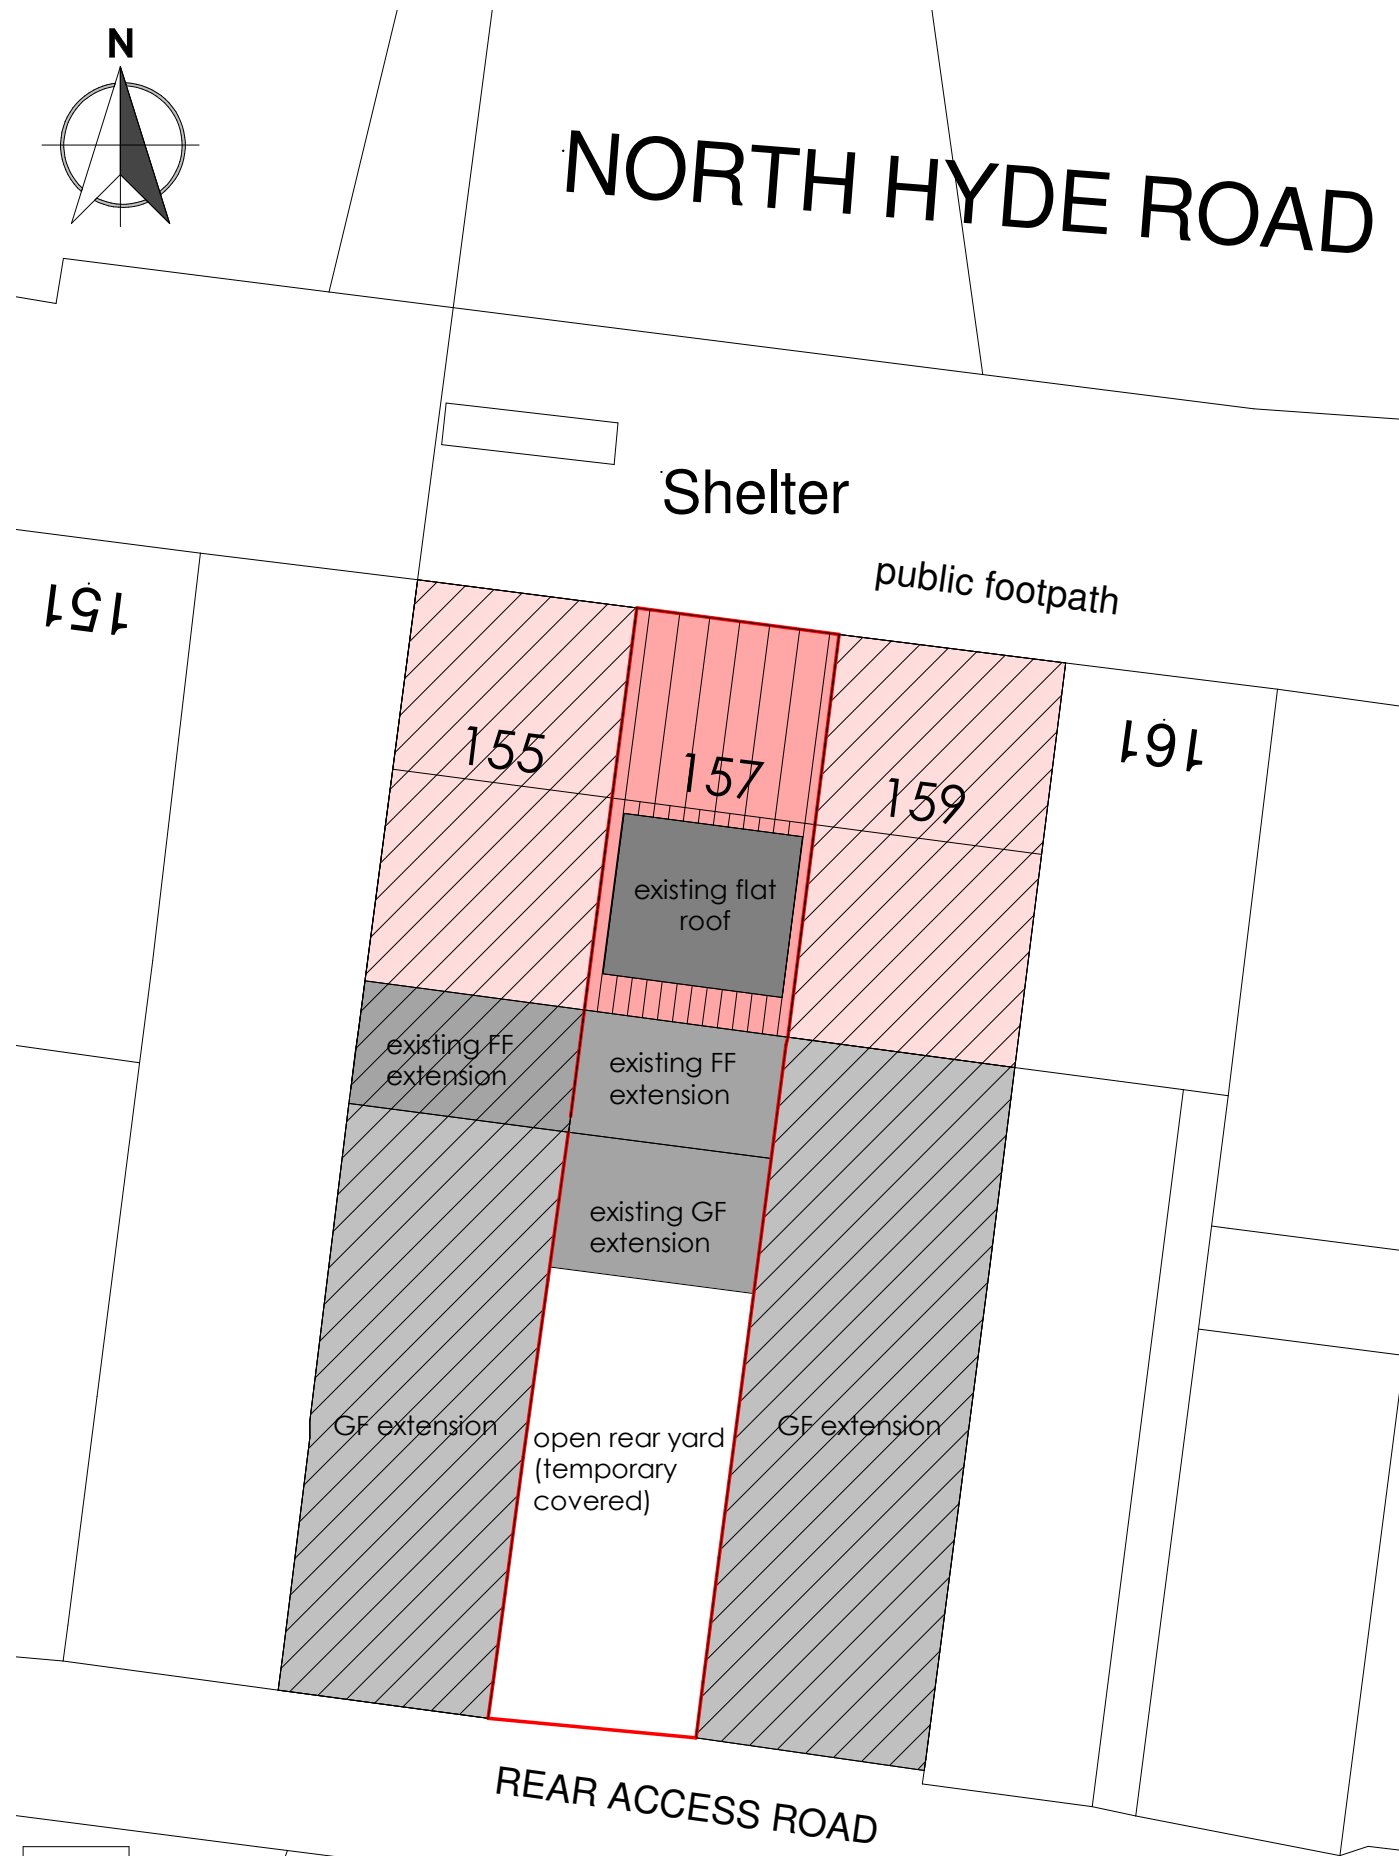 N
NORTH HYDE ROAD
Shelter
public footpath
151
155
157
159
161
existing flat
roof
existing FF
extension
existing FF
extension
existing GF
extension
GF extension
open rear yard
(temporary
covered)
GF extension
REAR ACCESS ROAD